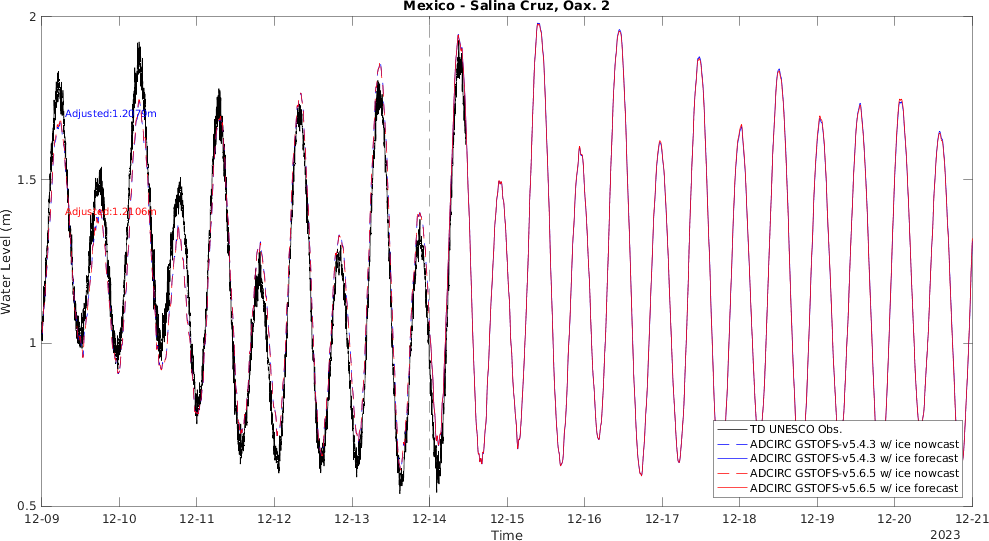 Mexico - Salina Cruz, Oax. 2
2
1.5
1
0.5
Water Level (m)
Adjusted:1.2079m
Adjusted:1.2106m
TD UNESCO Obs.
ADCIRC GSTOFS-v5.4.3 w/ ice nowcast
ADCIRC GSTOFS-v5.4.3 w/ ice forecast
ADCIRC GSTOFS-v5.6.5 w/ ice nowcast
ADCIRC GSTOFS-v5.6.5 w/ ice forecast
12-09 12-10 12-11 12-12 12-13 12-14 12-15 12-16 12-17 12-18 12-19 12-20 12-21
Time
2023